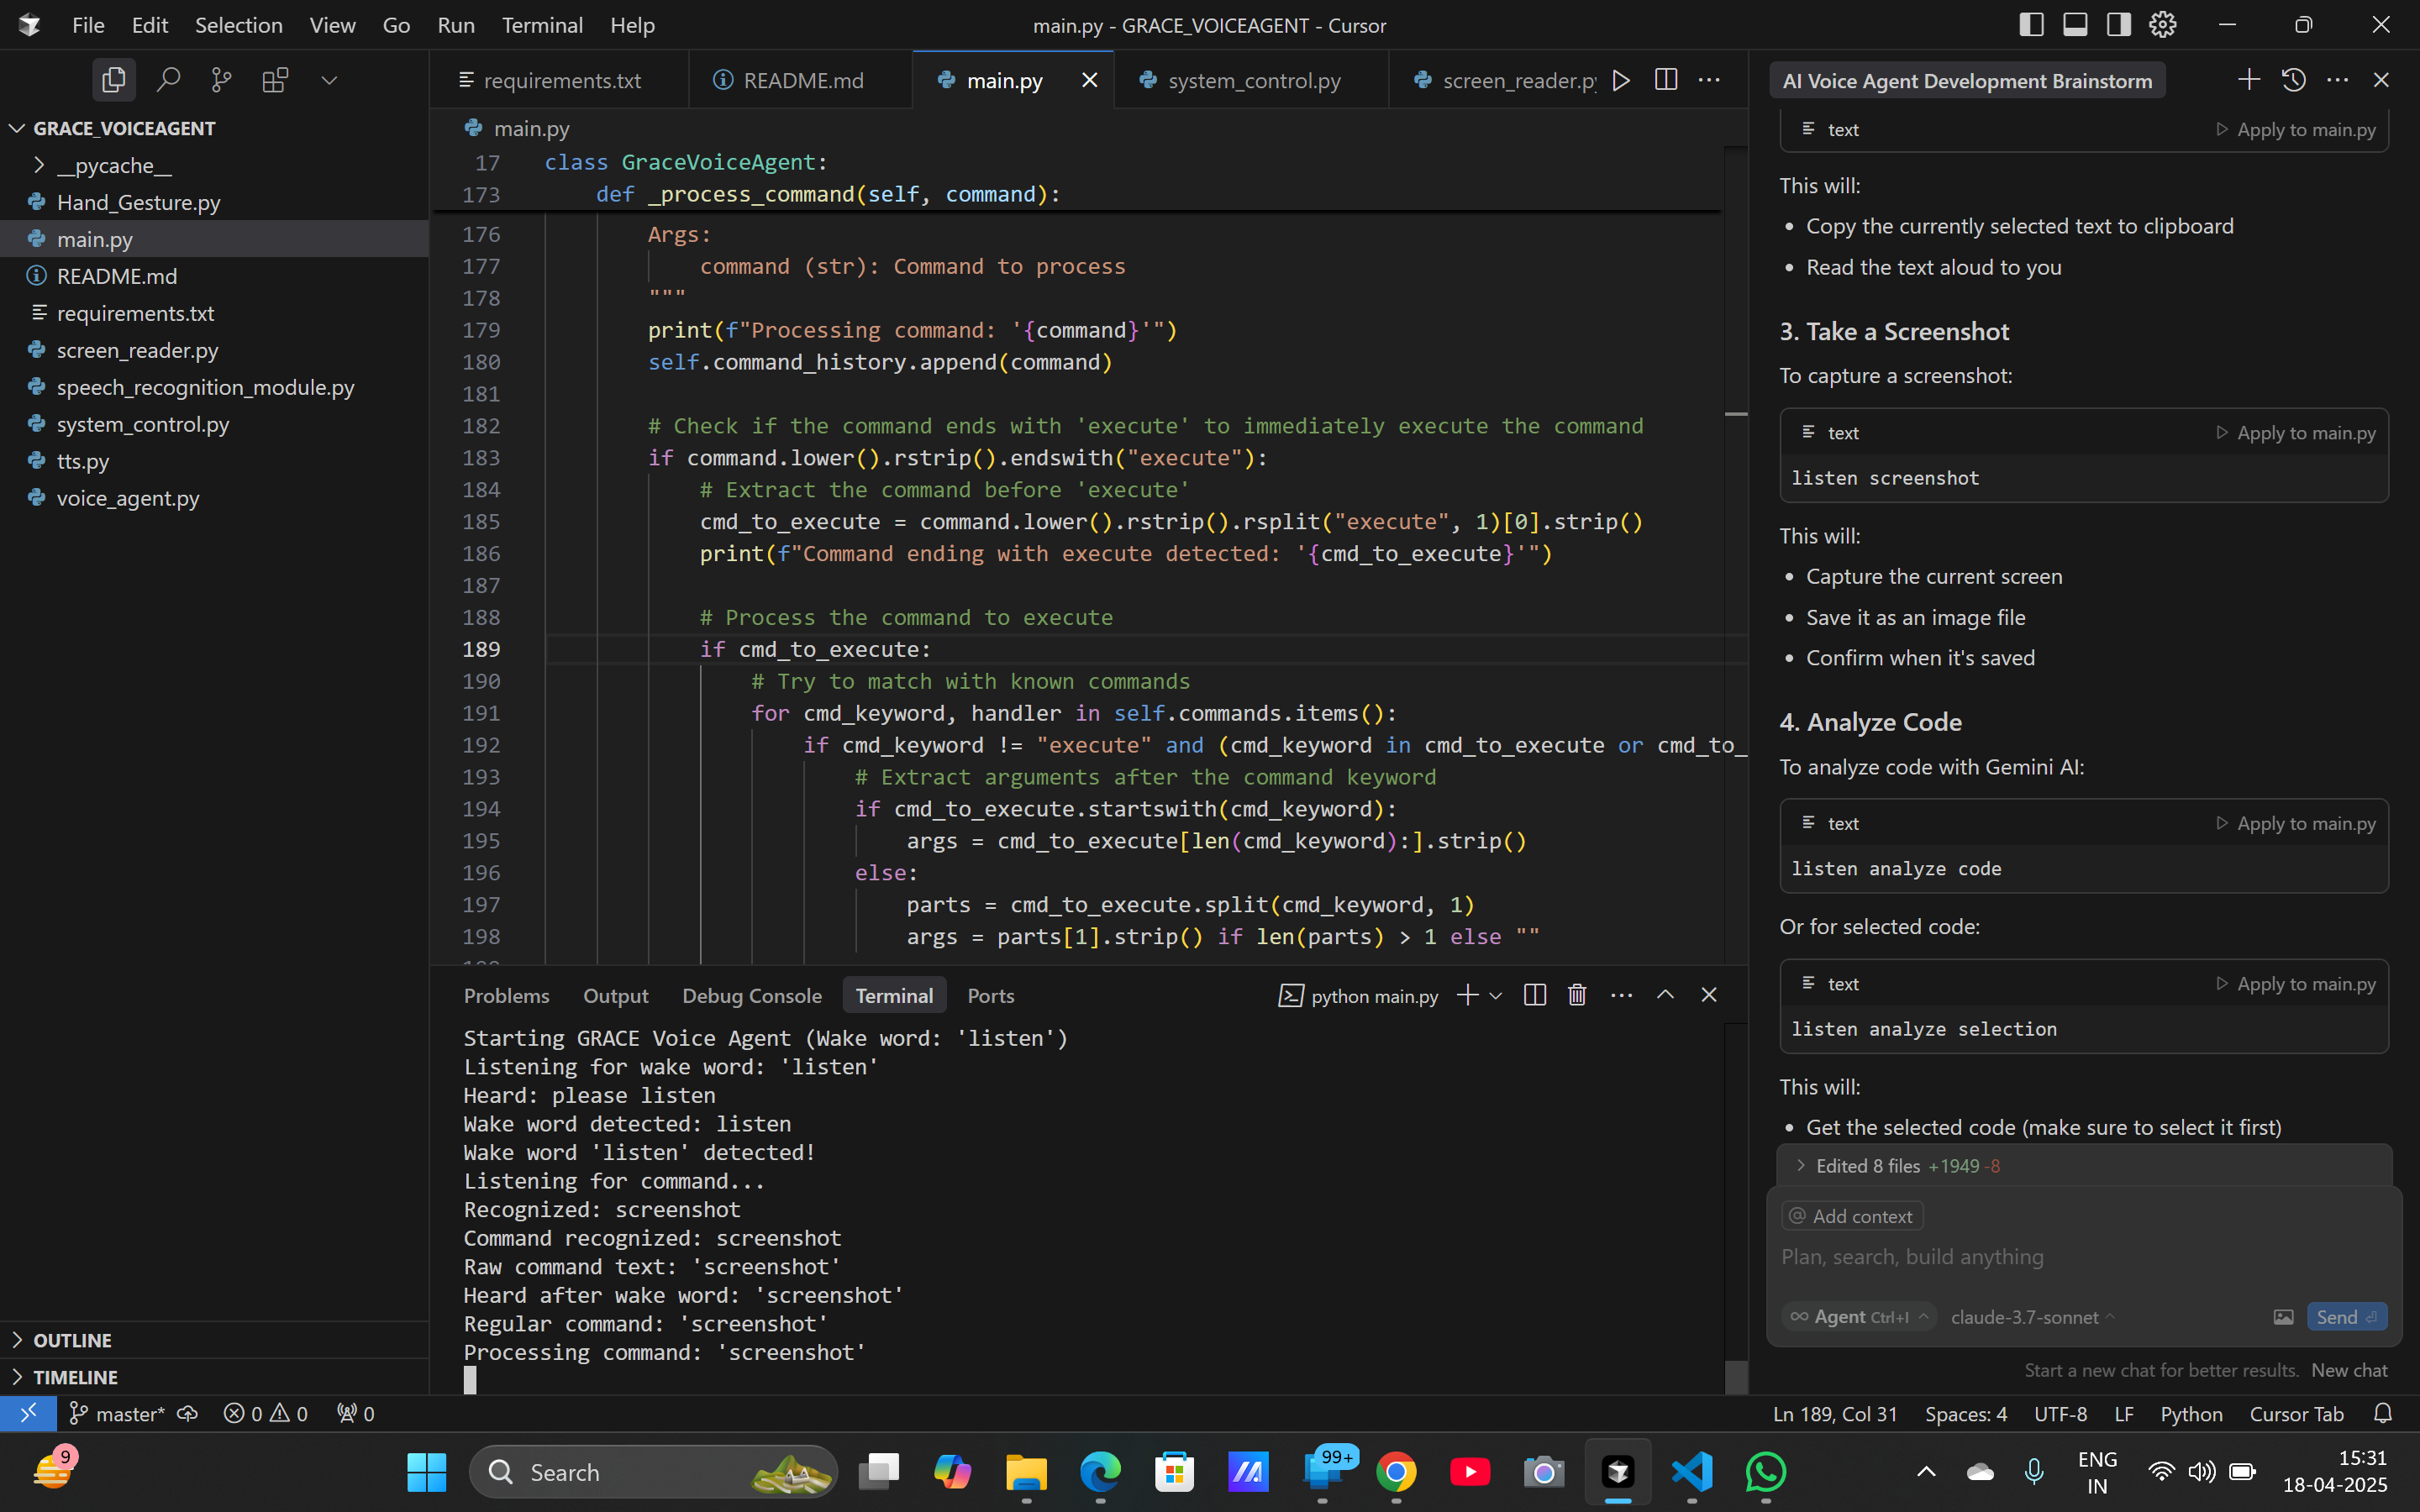 File Edit Selection View Go Run Terminal Help
main.py - GRACE_VOICEAGENT - Cursor
GRACE_VOICEAGENT
__pycache__
Hand_Gesture.py
main.py
README.md
requirements.txt
screen_reader.py
speech_recognition_module.py
system_control.py
tts.py
voice_agent.py
OUTLINE
TIMELINE
requirements.txt README.md main.py system_control.py screen_reader.py
main.py
17 class GraceVoiceAgent:
173 def _process_command(self, command):
176 Args:
177 command (str): Command to process
178 """
179 print(f"Processing command: '{command}'")
180 self.command_history.append(command)
181
182 # Check if the command ends with 'execute' to immediately execute the command
183 if command.lower().rstrip().endswith("execute"):
184 # Extract the command before 'execute'
185 cmd_to_execute = command.lower().rstrip().rsplit("execute", 1)[0].strip()
186 print(f"Command ending with execute detected: '{cmd_to_execute}'")
187
188 # Process the command to execute
189 if cmd_to_execute:
190 # Try to match with known commands
191 for cmd_keyword, handler in self.commands.items():
192 if cmd_keyword != "execute" and (cmd_keyword in cmd_to_execute or cmd_to_
193 # Extract arguments after the command keyword
194 if cmd_to_execute.startswith(cmd_keyword):
195 args = cmd_to_execute[len(cmd_keyword):].strip()
196 else:
197 parts = cmd_to_execute.split(cmd_keyword, 1)
198 args = parts[1].strip() if len(parts) > 1 else ""
Problems Output Debug Console Terminal Ports
python main.py
Starting GRACE Voice Agent (Wake word: 'listen')
Listening for wake word: 'listen'
Heard: please listen
Wake word detected: listen
Wake word 'listen' detected!
Listening for command...
Recognized: screenshot
Command recognized: screenshot
Raw command text: 'screenshot'
Heard after wake word: 'screenshot'
Regular command: 'screenshot'
Processing command: 'screenshot'
AI Voice Agent Development Brainstorm
text Apply to main.py
This will:
• Copy the currently selected text to clipboard
• Read the text aloud to you
3. Take a Screenshot
To capture a screenshot:
text Apply to main.py
listen screenshot
This will:
• Capture the current screen
• Save it as an image file
• Confirm when it's saved
4. Analyze Code
To analyze code with Gemini AI:
text Apply to main.py
listen analyze code
Or for selected code:
text Apply to main.py
listen analyze selection
This will:
• Get the selected code (make sure to select it first)
Edited 8 files +1949 -8
@ Add context
Plan, search, build anything
∞ Agent Ctrl+I claude-3.7-sonnet Send
Start a new chat for better results. New chat
master* 0 0 0
Ln 189, Col 31 Spaces: 4 UTF-8 LF Python Cursor Tab
9
Search
99+
ENG
IN
15:31
18-04-2025